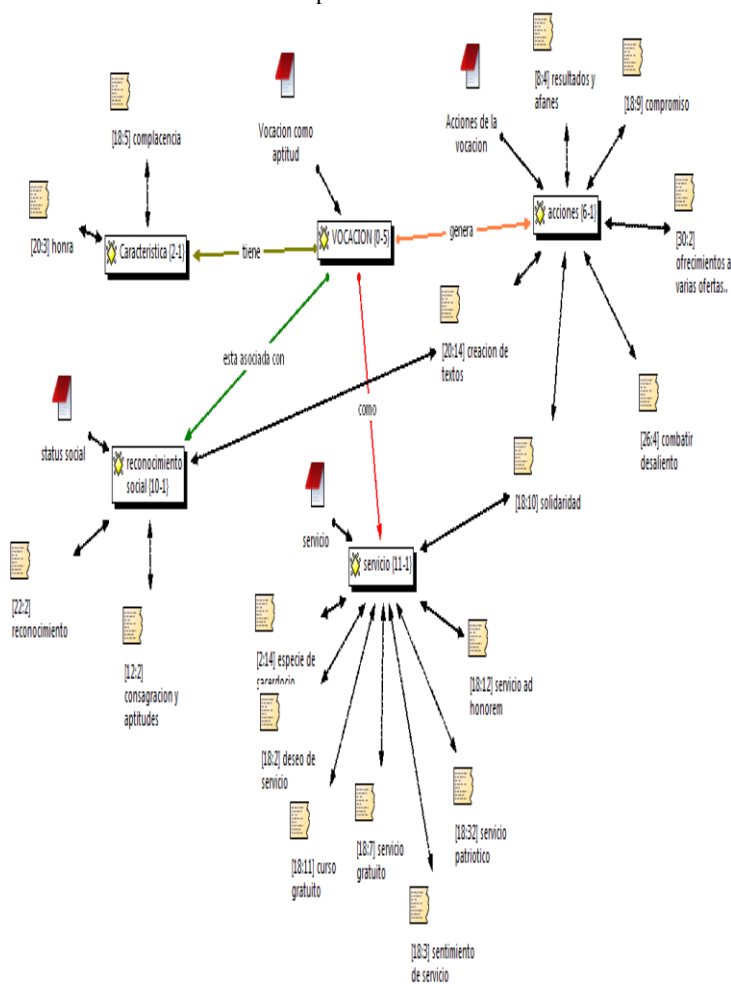 [8:4] resultados y
afanes
[18:9] compromiso
[18:5] complacencia
Vocacion como
aptitud
Acciones de la
vocacion
[20:3] honra
Caracteristica {2-1}
tiene
VOCACION {0-5}
genera
acciones {6-1}
[30:2]
ofrecimientos a
varias ofertas..
[20:14] creacion de
textos
esta asociada con
como
status social
reconocimiento
social {10-1}
[26:4] combatir
desaliento
[18:10] solidaridad
servicio
servicio {11-1}
[22:2]
reconocimiento
[12:2]
consagracion y
aptitudes
[2:14] especie de
sacerdocio
[18:12] servicio ad
honorem
[18:2] deseo de
servicio
[18:11] curso
gratuito
[18:7] servicio
gratuito
[18:32] servicio
patriotico
[18:3] sentimiento
de servicio